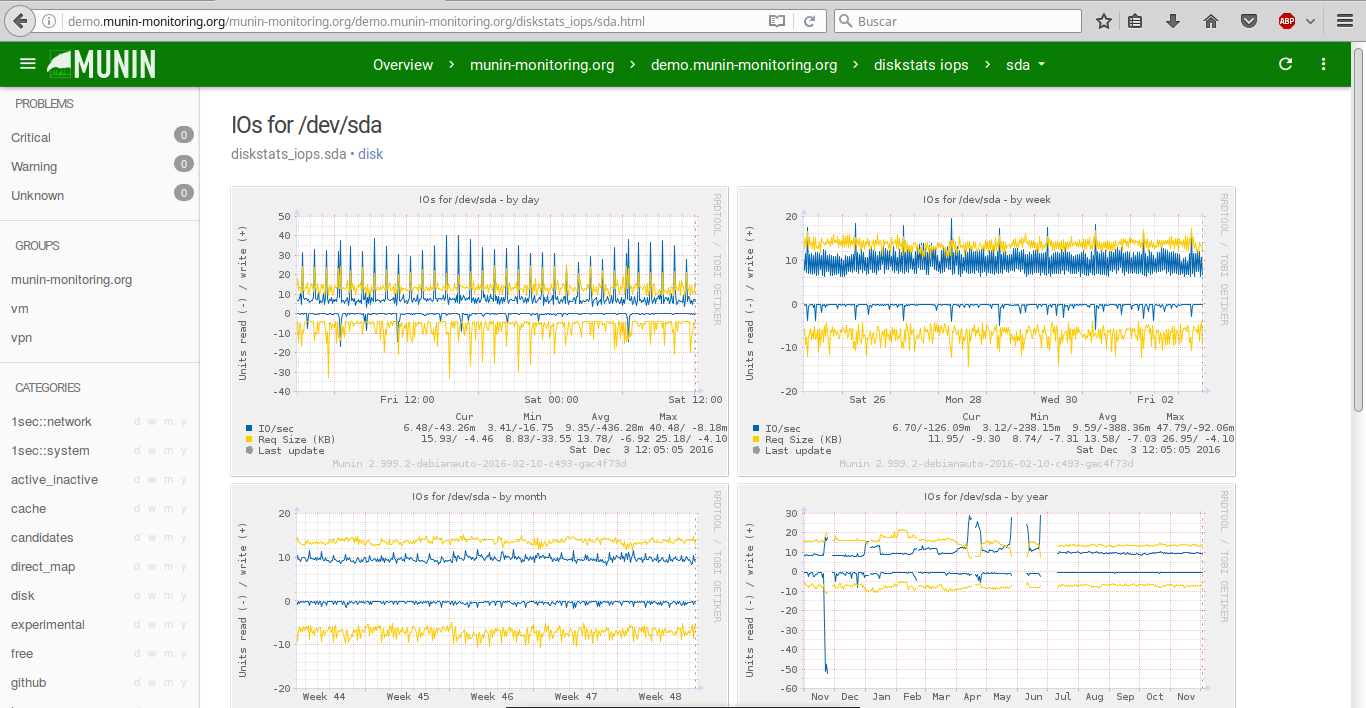 demo.munin-monitoring.org/munin-monitoring.org/demo.munin-monitoring.org/diskstats_iops/sda.html
Buscar
ABP
MUNIN
Overview › munin-monitoring.org › demo.munin-monitoring.org › diskstats iops › sda
PROBLEMS
Critical 0
Warning 0
Unknown 0
GROUPS
munin-monitoring.org
vm
vpn
CATEGORIES
1sec::network d w m y
1sec::system d w m y
active_inactive d w m y
cache d w m y
candidates d w m y
direct_map d w m y
disk d w m y
experimental d w m y
free d w m y
github d w m y
IOs for /dev/sda
diskstats_iops.sda • disk
IOs for /dev/sda - by day
RRDTOOL / TOBI OETIKER
Units read (-) / write (+)
50
40
30
20
10
0
-10
-20
-30
-40
Fri 12:00 Sat 00:00 Sat 12:00
Cur Min Avg Max
IO/sec 6.48/-43.26m 3.41/-16.75 9.35/-436.28m 40.48/ -8.18m
Req Size (KB) 15.93/ -4.46 8.83/-33.55 13.78/ -6.92 25.18/ -4.10
Last update Sat Dec 3 12:05:05 2016
Munin 2.999.2-debianauto-2016-02-10-c493-gac4f73d
IOs for /dev/sda - by week
RRDTOOL / TOBI OETIKER
Units read (-) / write (+)
20
10
0
-10
-20
Sat 26 Mon 28 Wed 30 Fri 02
Cur Min Avg Max
IO/sec 6.70/-126.09m 3.12/-238.15m 9.59/-388.36m 47.79/-92.06m
Req Size (KB) 11.95/ -9.30 8.74/ -7.31 13.58/ -7.03 26.95/ -4.10
Last update Sat Dec 3 12:05:05 2016
Munin 2.999.2-debianauto-2016-02-10-c493-gac4f73d
IOs for /dev/sda - by month
RRDTOOL / TOBI OETIKER
Units read (-) / write (+)
20
10
0
-10
-20
Week 44 Week 45 Week 46 Week 47 Week 48
IOs for /dev/sda - by year
RRDTOOL / TOBI OETIKER
Units read (-) / write (+)
30
20
10
0
-10
-20
-30
-40
-50
-60
Nov Dec Jan Feb Mar Apr May Jun Jul Aug Sep Oct Nov